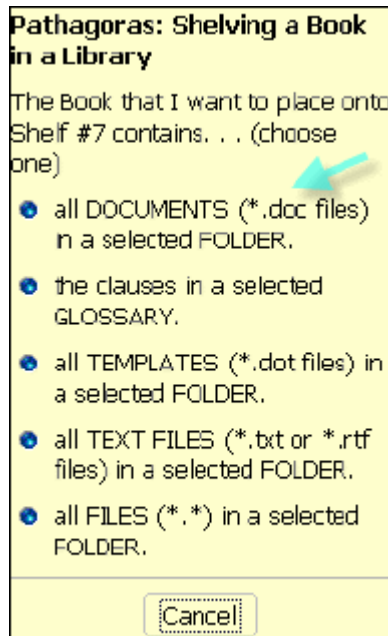 Pathagoras: Shelving a Book
in a Library
The Book that I want to place onto
Shelf #7 contains. . . (choose
one)
all DOCUMENTS (*.doc files)
in a selected FOLDER.
the clauses in a selected
GLOSSARY.
all TEMPLATES (*.dot files) in
a selected FOLDER.
all TEXT FILES (*.txt or *.rtf
files) in a selected FOLDER.
all FILES (*.*) in a selected
FOLDER.
Cancel